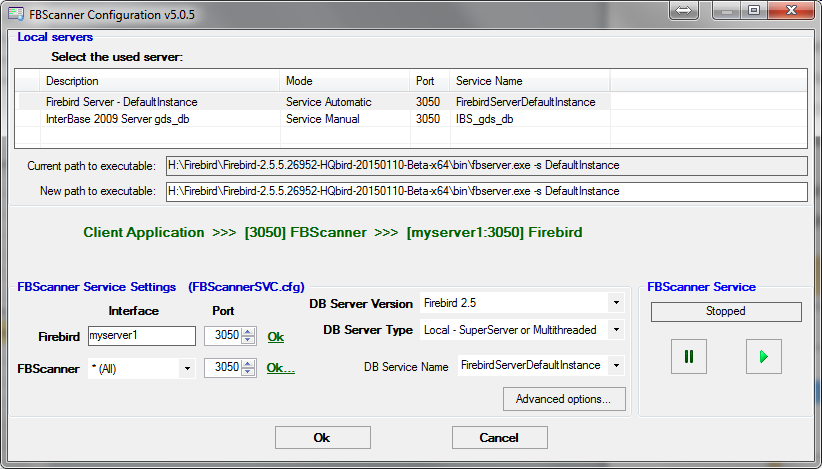 FBScanner Configuration v5.0.5
Local servers
Select the used server:
Description Mode Port Service Name
Firebird Server - DefaultInstance Service Automatic 3050 FirebirdServerDefaultInstance
InterBase 2009 Server gds_db Service Manual 3050 IBS_gds_db
Current path to executable: H:\Firebird\Firebird-2.5.5.26952-HQbird-20150110-Beta-x64\bin\fbserver.exe -s DefaultInstance
New path to executable: H:\Firebird\Firebird-2.5.5.26952-HQbird-20150110-Beta-x64\bin\fbserver.exe -s DefaultInstance
Client Application >>> [3050] FBScanner >>> [myserver1:3050] Firebird
FBScanner Service Settings (FBScannerSVC.cfg)
Interface Port
Firebird myserver1 3050 Ok
FBScanner * (All) 3050 Ok...
DB Server Version Firebird 2.5
DB Server Type Local - SuperServer or Multithreaded
DB Service Name FirebirdServerDefaultInstance
Advanced options...
FBScanner Service
Stopped
Ok Cancel